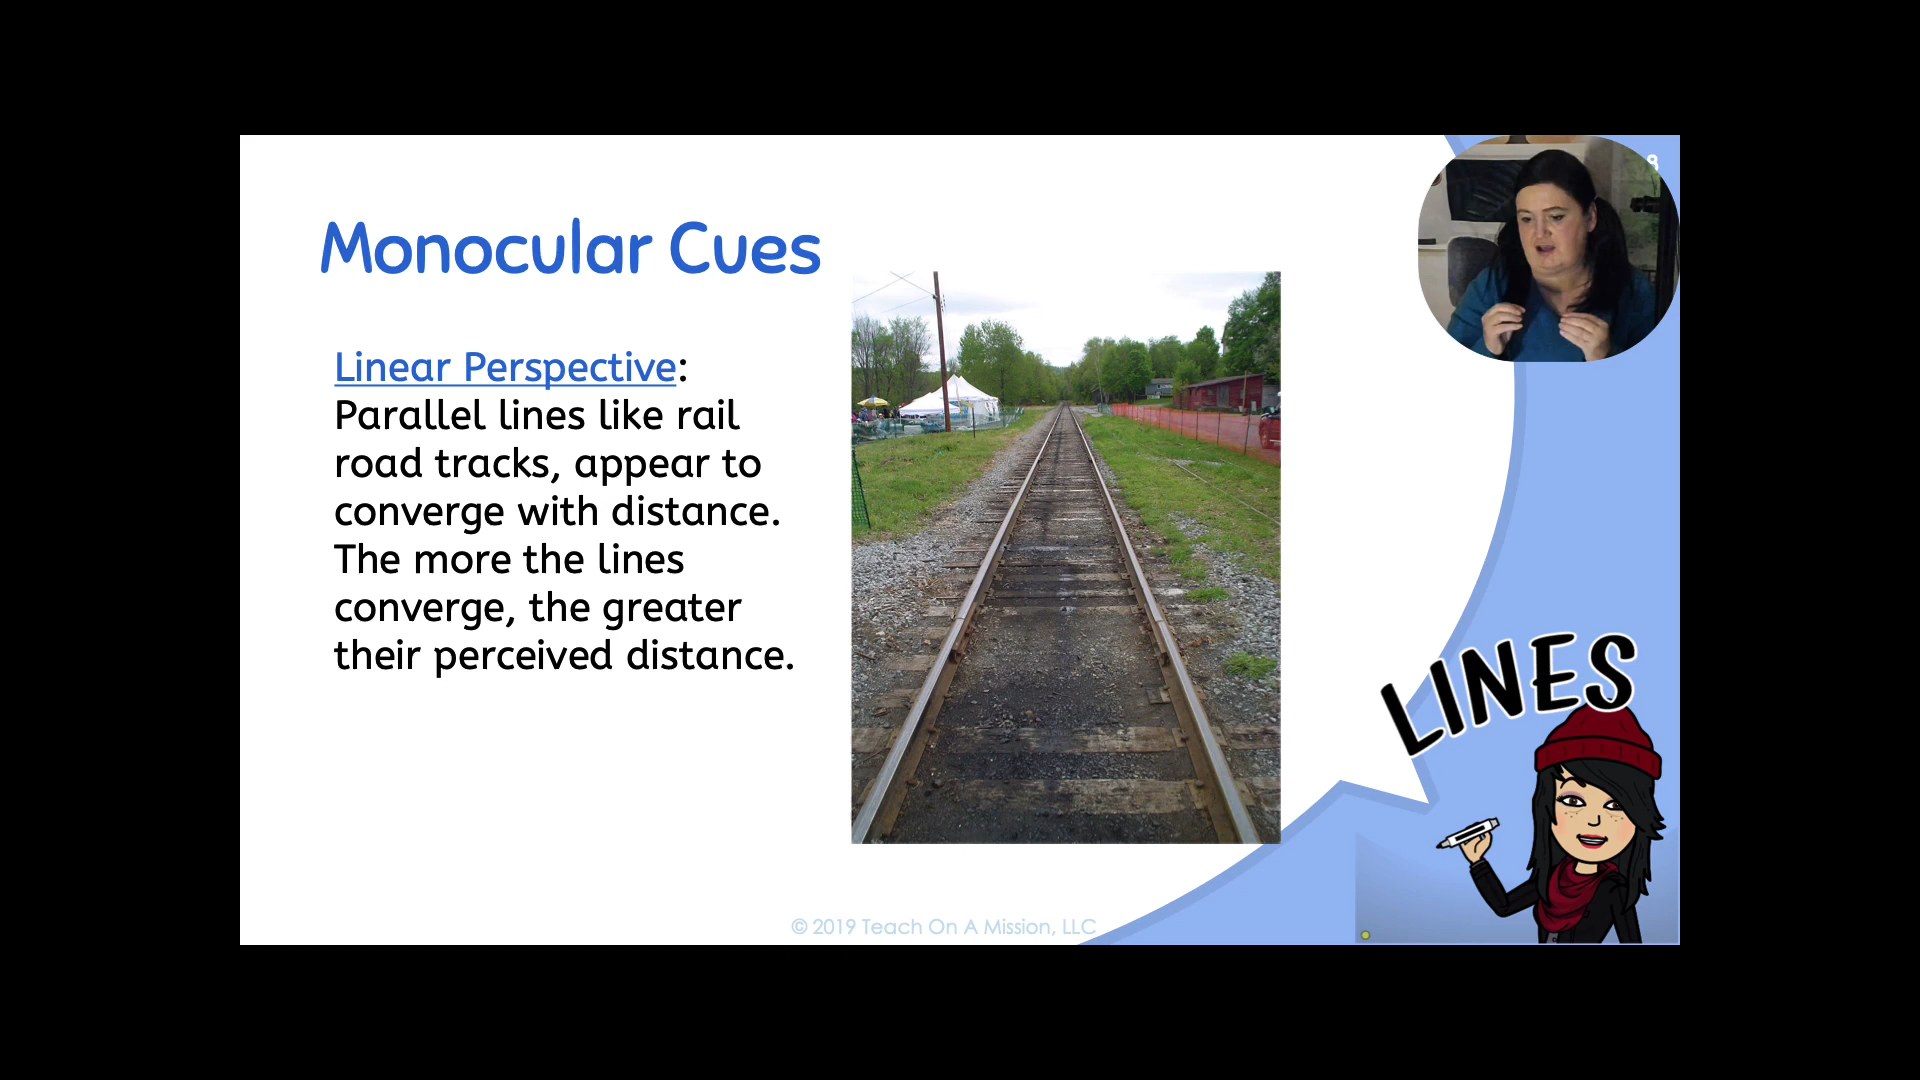 Monocular Cues
Linear Perspective:
Parallel lines like rail
road tracks, appear to
converge with distance.
The more the lines
converge, the greater
their perceived distance.
LINES
© 2019 Teach On A Mission, LLC